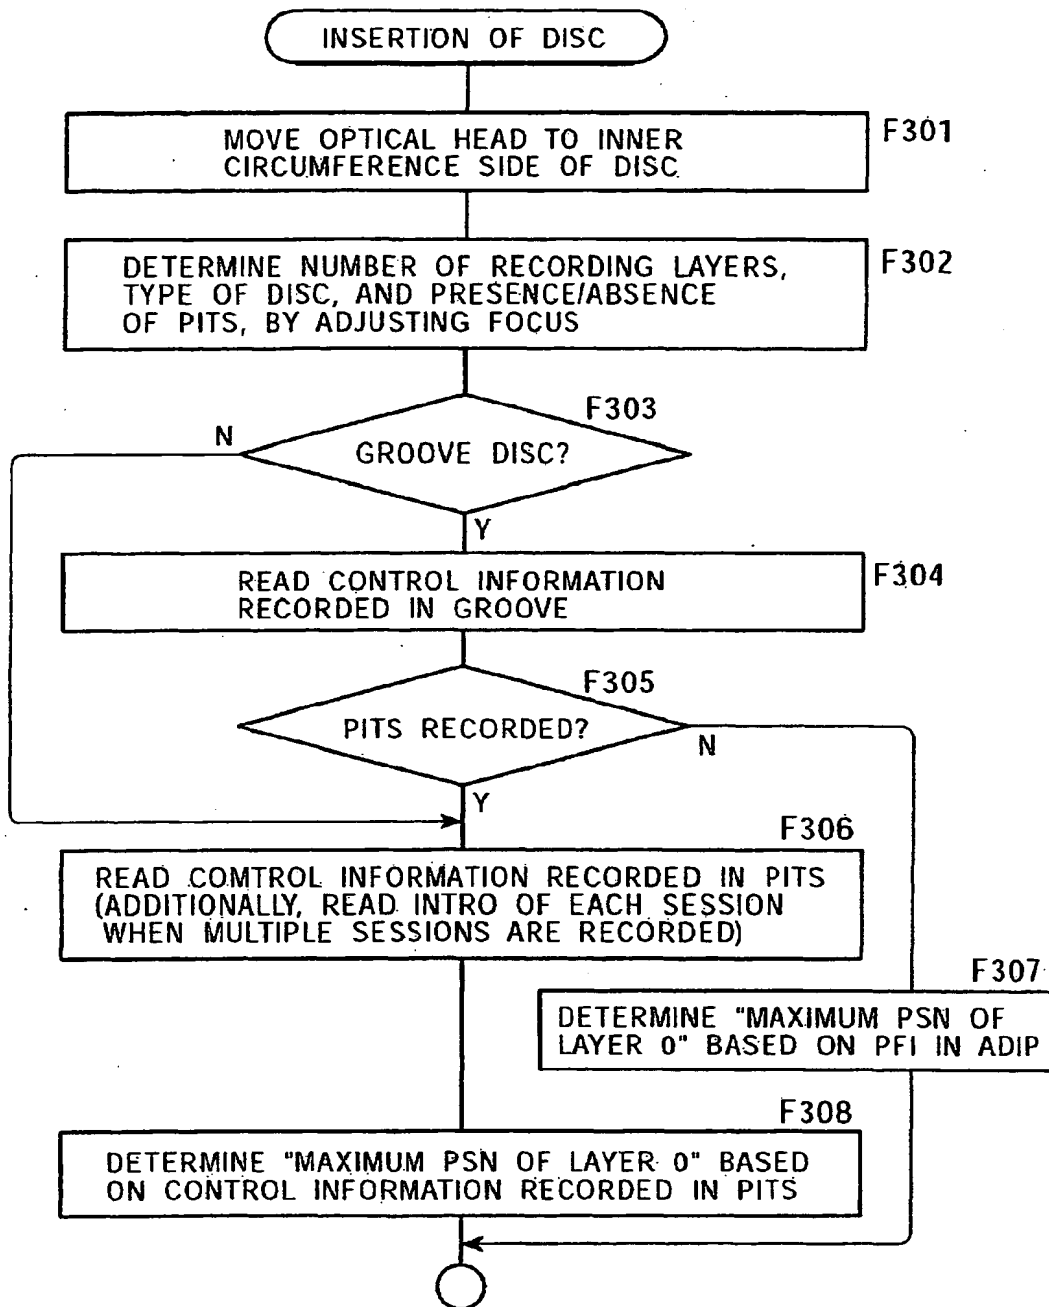 INSERTION OF DISC
F301
MOVE OPTICAL HEAD TO INNER
CIRCUMFERENCE SIDE OF DISC
F302
DETERMINE NUMBER OF RECORDING LAYERS,
TYPE OF DISC, AND PRESENCE/ABSENCE
OF PITS, BY ADJUSTING FOCUS
F303
N
GROOVE DISC?
Y
F304
READ CONTROL INFORMATION
RECORDED IN GROOVE
F305
PITS RECORDED?
N
Y
F306
READ COMTROL INFORMATION RECORDED IN PITS
(ADDITIONALLY, READ INTRO OF EACH SESSION
WHEN MULTIPLE SESSIONS ARE RECORDED)
F307
DETERMINE "MAXIMUM PSN OF
LAYER 0" BASED ON PFI IN ADIP
F308
DETERMINE "MAXIMUM PSN OF LAYER 0" BASED
ON CONTROL INFORMATION RECORDED IN PITS